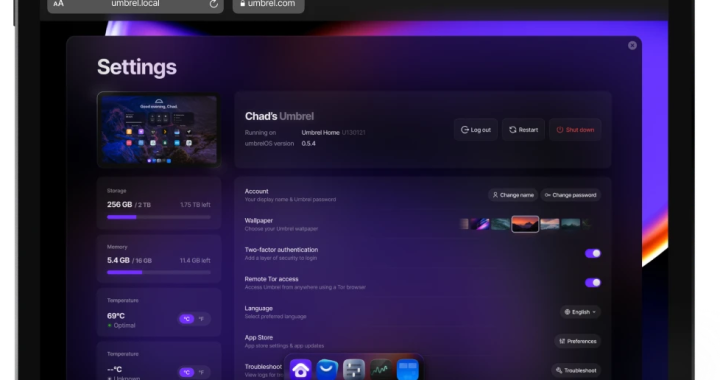 AA umbrel.local
umbrel.com
Settings
Good evening, Chad.
Chad's Umbrel
Running on Umbrel Home U130121
umbrelOS version 0.5.4
Log out
Restart
Shut down
Storage
256 GB / 2 TB 1.75 TB left
Memory
5.4 GB / 16 GB 11.4 GB left
Temperature
69°C °C °F
Optimal
Temperature
--°C °C °F
Unknown
Account
Your display name & Umbrel password
Change name
Change password
Wallpaper
Choose your Umbrel wallpaper
Two-factor authentication
Add a layer of security to login
Remote Tor access
Access Umbrel from anywhere using a Tor browser
Language
Select preferred language
English
App Store
App store settings & app updates
Preferences
Troubleshoot
View logs for
Troubleshoot